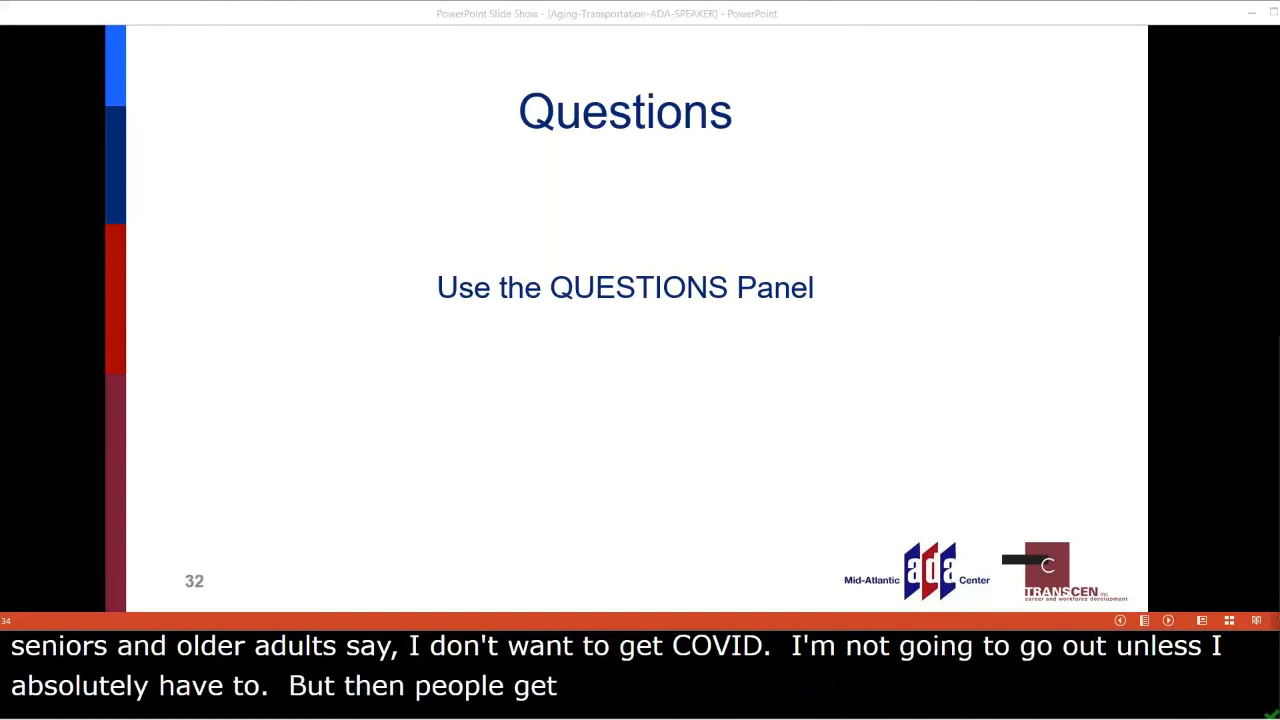 PowerPoint Slide Show - [Aging-Transportation-ADA-SPEAKER] - PowerPoint
Questions
Use the QUESTIONS Panel
32
Mid-Atlantic ada Center
C
TRANSCEN inc.
career and workforce development
34
seniors and older adults say, I don't want to get COVID.  I'm not going to go out unless I
absolutely have to.  But then people get